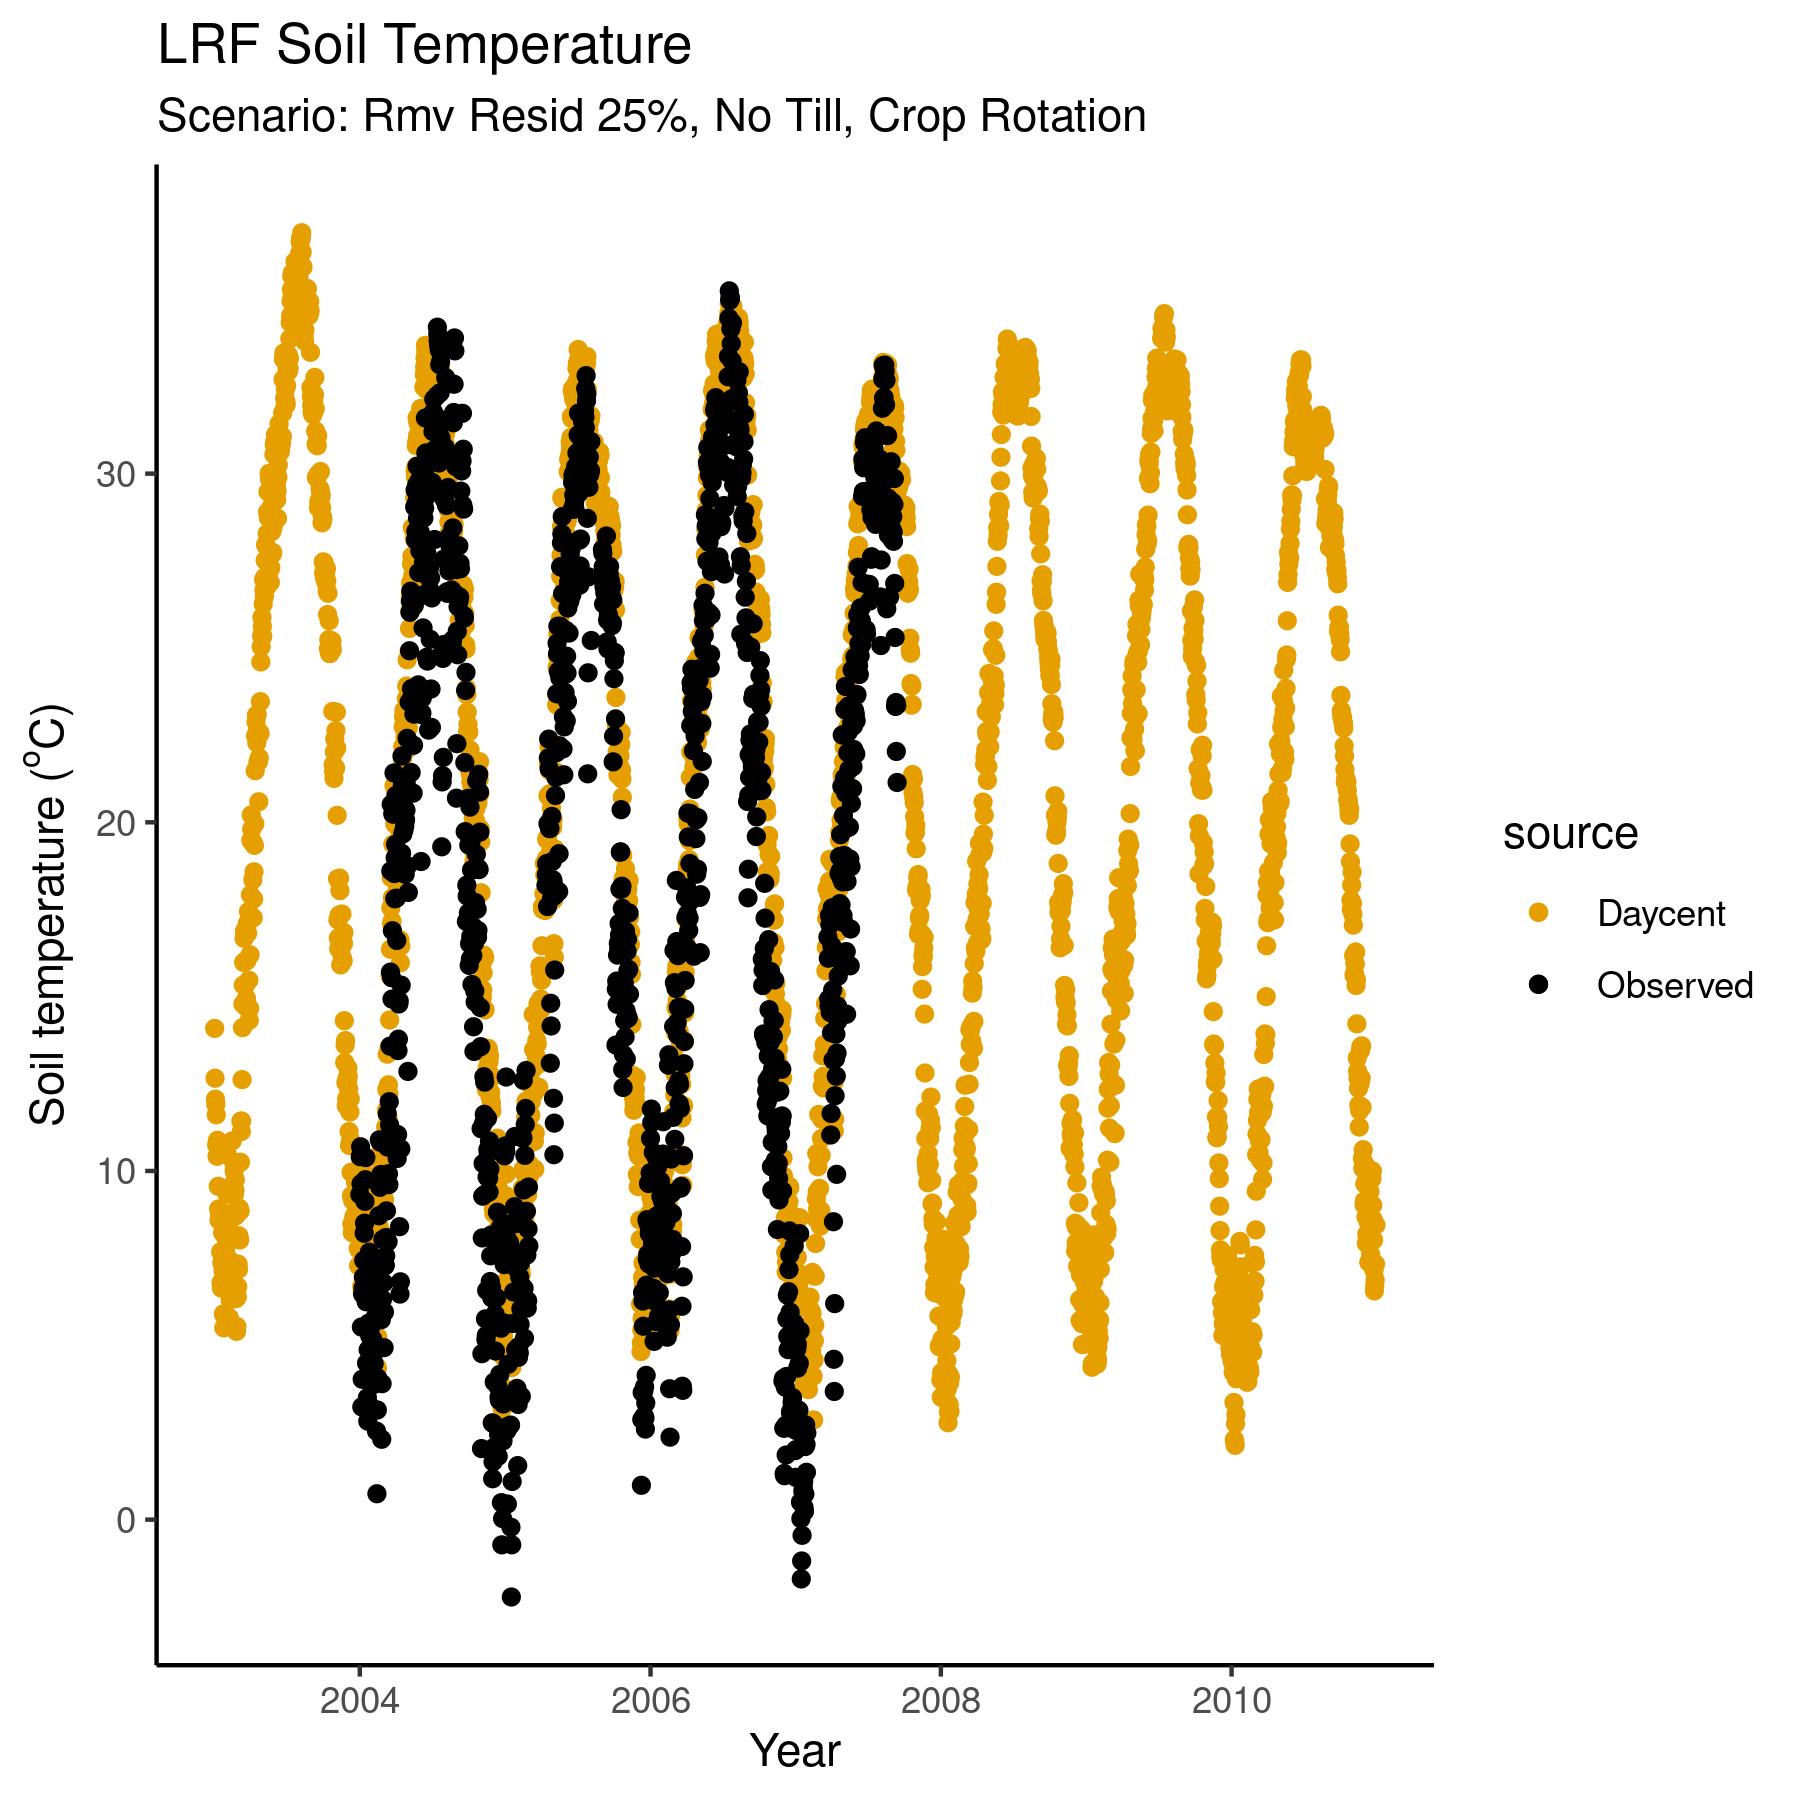 LRF Soil Temperature
Scenario: Rmv Resid 25%, No Till, Crop Rotation
Soil temperature (°C)
30
20
10
0
2004 2006 2008 2010
Year
source
Daycent
Observed